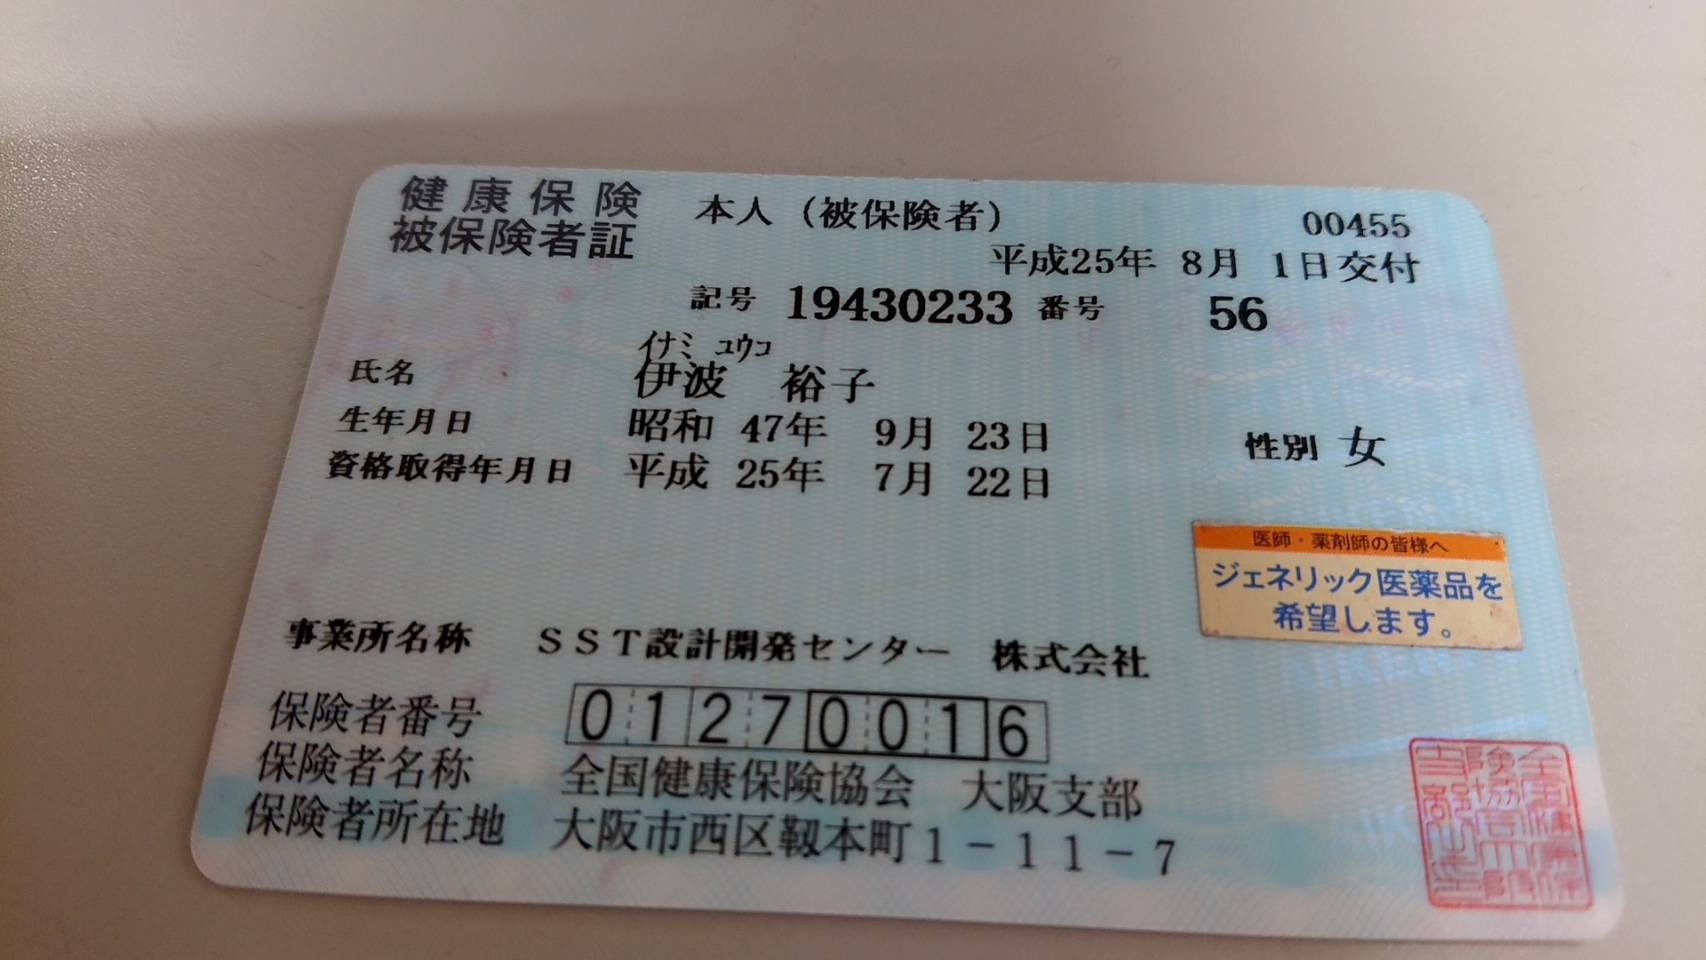 健康保険
被保険者証
本人（被保険者）
00455
平成25年 8月 1日交付
記号 19430233 番号 56
ｲﾅﾐ ﾕｳｺ
氏名 伊波 裕子
生年月日 昭和 47年 9月 23日 性別 女
資格取得年月日 平成 25年 7月 22日
医師・薬剤師の皆様へ
ジェネリック医薬品を
希望します。
事業所名称 ＳＳＴ設計開発センター 株式会社
保険者番号 01270016
保険者名称 全国健康保険協会 大阪支部
保険者所在地 大阪市西区靱本町１－１１－７